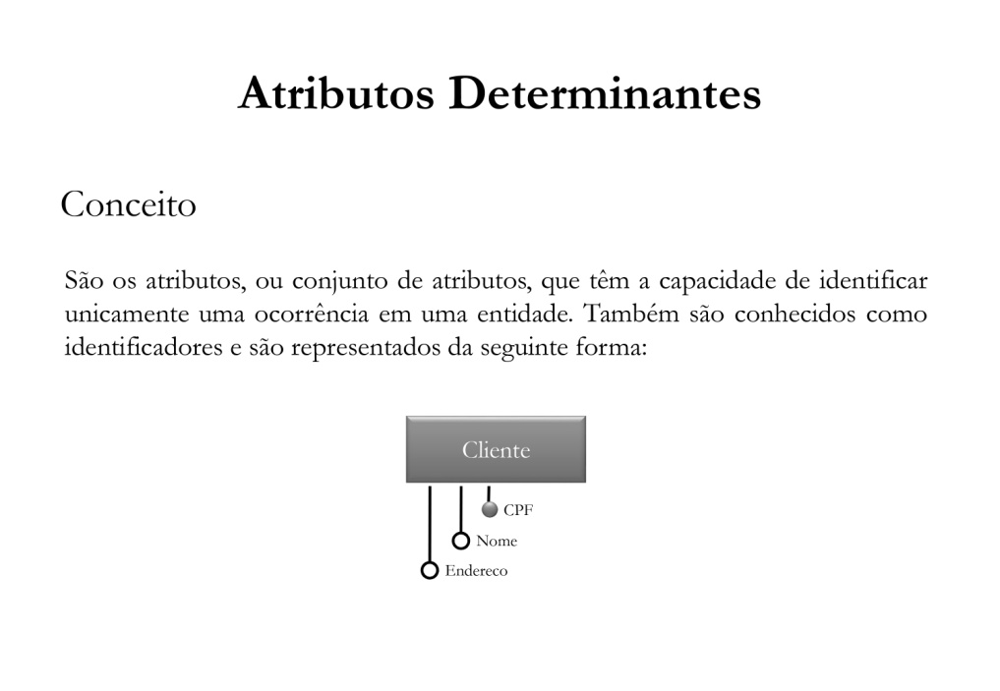 Atributos Determinantes
Conceito
São os atributos, ou conjunto de atributos, que têm a capacidade de identificar
unicamente uma ocorrência em uma entidade. Também são conhecidos como
identificadores e são representados da seguinte forma:
Cliente
CPF
Nome
Endereco